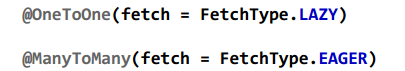 @OneToOne(fetch = FetchType.LAZY)
@ManyToMany(fetch = FetchType.EAGER)